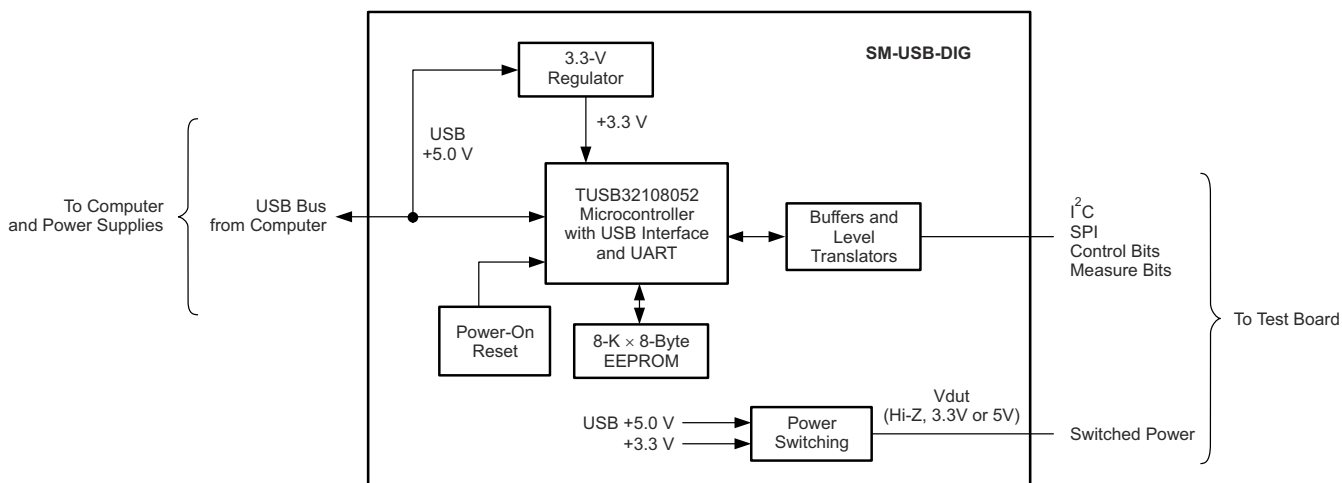 SM-USB-DIG
3.3-V
Regulator
+3.3 V
USB
+5.0 V
To Computer
and Power Supplies
USB Bus
from Computer
TUSB32108052
Microcontroller
with USB Interface
and UART
Buffers and
Level
Translators
I²C
SPI
Control Bits
Measure Bits
To Test Board
Power-On
Reset
8-K × 8-Byte
EEPROM
USB +5.0 V
+3.3 V
Power
Switching
Vdut
(Hi-Z, 3.3V or 5V)
Switched Power